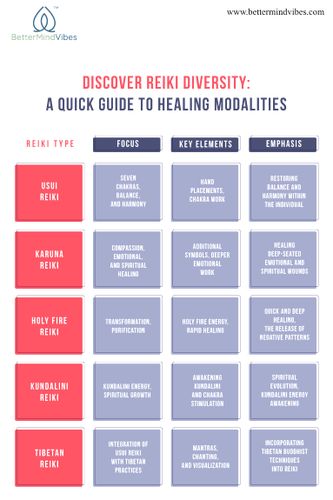 www.bettermindvibes.com
TM
BetterMindVibes
DISCOVER REIKI DIVERSITY:
A QUICK GUIDE TO HEALING MODALITIES
REIKI TYPE
FOCUS
KEY ELEMENTS
EMPHASIS
USUI
REIKI
SEVEN
CHAKRAS,
BALANCE,
AND HARMONY
HAND
PLACEMENTS,
CHAKRA WORK
RESTORING
BALANCE AND
HARMONY WITHIN
THE INDIVIDUAL
KARUNA
REIKI
COMPASSION,
EMOTIONAL,
AND SPIRITUAL
HEALING
ADDITIONAL
SYMBOLS, DEEPER
EMOTIONAL
WORK
HEALING
DEEP-SEATED
EMOTIONAL AND
SPIRITUAL WOUNDS
HOLY FIRE
REIKI
TRANSFORMATION,
PURIFICATION
HOLY FIRE ENERGY,
RAPID HEALING
QUICK AND DEEP
HEALING,
THE RELEASE OF
NEGATIVE PATTERNS
KUNDALINI
REIKI
KUNDALINI ENERGY,
SPIRITUAL GROWTH
AWAKENING
KUNDALINI
AND CHAKRA
STIMULATION
SPIRITUAL
EVOLUTION,
KUNDALINI ENERGY
AWAKENING
TIBETAN
REIKI
INTEGRATION OF
USUI REIKI
WITH TIBETAN
PRACTICES
MANTRAS,
CHANTING,
AND VISUALIZATION
INCORPORATING
TIBETAN BUDDHIST
TECHNIQUES
INTO REIKI